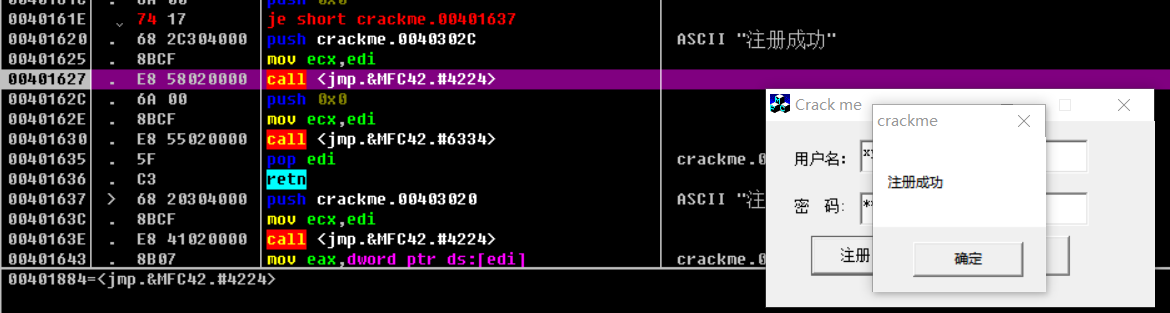 0040161E . 74 17 je short crackme.00401637
00401620 . 68 2C304000 push crackme.0040302C ASCII "注册成功"
00401625 . 8BCF mov ecx,edi
00401627 . E8 58020000 call <jmp.&MFC42.#4224>
0040162C . 6A 00 push 0x0
0040162E . 8BCF mov ecx,edi
00401630 . E8 55020000 call <jmp.&MFC42.#6334>
00401635 . 5F pop edi crackme.0
00401636 . C3 retn
00401637 > 68 20304000 push crackme.00403020 ASCII "注
0040163C . 8BCF mov ecx,edi
0040163E . E8 41020000 call <jmp.&MFC42.#4224>
00401643 . 8B07 mov eax,dword ptr ds:[edi] crackme.0
00401884=<jmp.&MFC42.#4224>
Crack me
用户名:
密 码:
注册
crackme
注册成功
确定